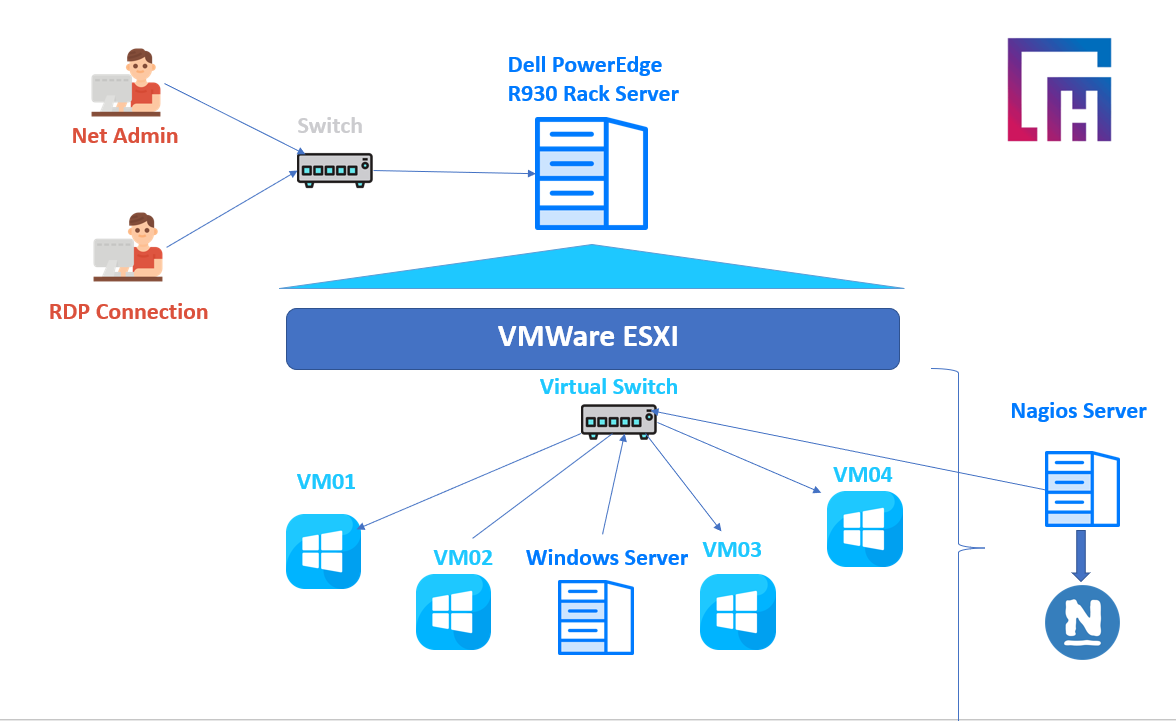 Dell PowerEdge
R930 Rack Server
Net Admin
Switch
RDP Connection
VMWare ESXI
Virtual Switch
Nagios Server
VM01
VM04
VM02
Windows Server
VM03
N